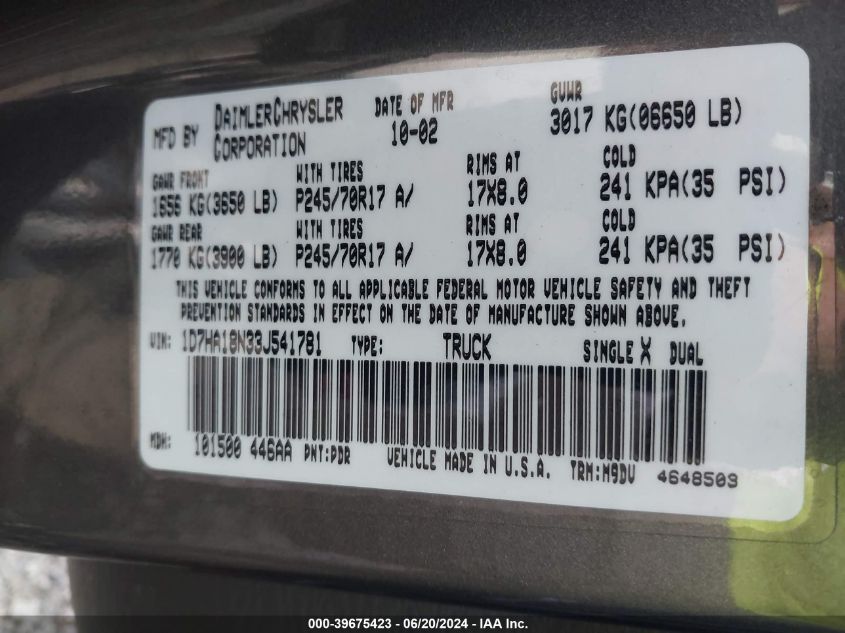 MFD BY DAIMLERCHRYSLER CORPORATION DATE OF MFR 10-02 GVWR 3017 KG(06650 LB)
GAWR FRONT WITH TIRES RIMS AT COLD
1656 KG(3650 LB) P245/70R17 A/ 17X8.0 241 KPA(35 PSI)
GAWR REAR WITH TIRES RIMS AT COLD
1770 KG(3900 LB) P245/70R17 A/ 17X8.0 241 KPA(35 PSI)
THIS VEHICLE CONFORMS TO ALL APPLICABLE FEDERAL MOTOR VEHICLE SAFETY AND THEFT
PREVENTION STANDARDS IN EFFECT ON THE DATE OF MANUFACTURE SHOWN ABOVE.
VIN: 1D7HA18N33J541781 TYPE: TRUCK SINGLE X DUAL
MDH: 101500 446AA PNT:PDR VEHICLE MADE IN U.S.A. TRM:M9DV 4648503
000-39675423 - 06/20/2024 - IAA Inc.